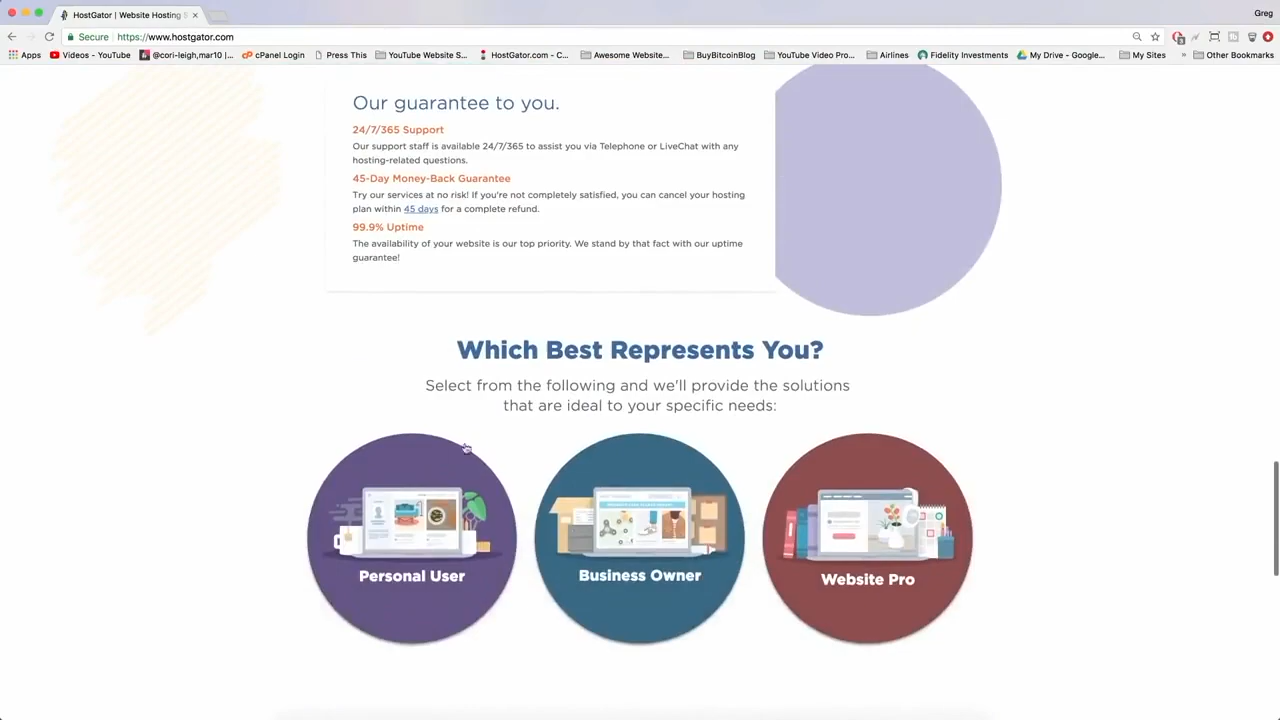 HostGator | Website Hosting
Greg
Secure
https://www.hostgator.com
Apps
Videos - YouTube
@cori-leigh,mar10 |...
cPanel Login
Press This
YouTube Website S...
HostGator.com - C...
Awesome Website...
BuyBitcoinBlog
YouTube Video Pro...
Airlines
Fidelity Investments
My Drive - Google...
My Sites
»
Other Bookmarks
Our guarantee to you.
24/7/365 Support
Our support staff is available 24/7/365 to assist you via Telephone or LiveChat with any
hosting-related questions.
45-Day Money-Back Guarantee
Try our services at no risk! If you're not completely satisfied, you can cancel your hosting
plan within 45 days for a complete refund.
99.9% Uptime
The availability of your website is our top priority. We stand by that fact with our uptime
guarantee!
Which Best Represents You?
Select from the following and we'll provide the solutions
that are ideal to your specific needs:
Personal User
Business Owner
Website Pro